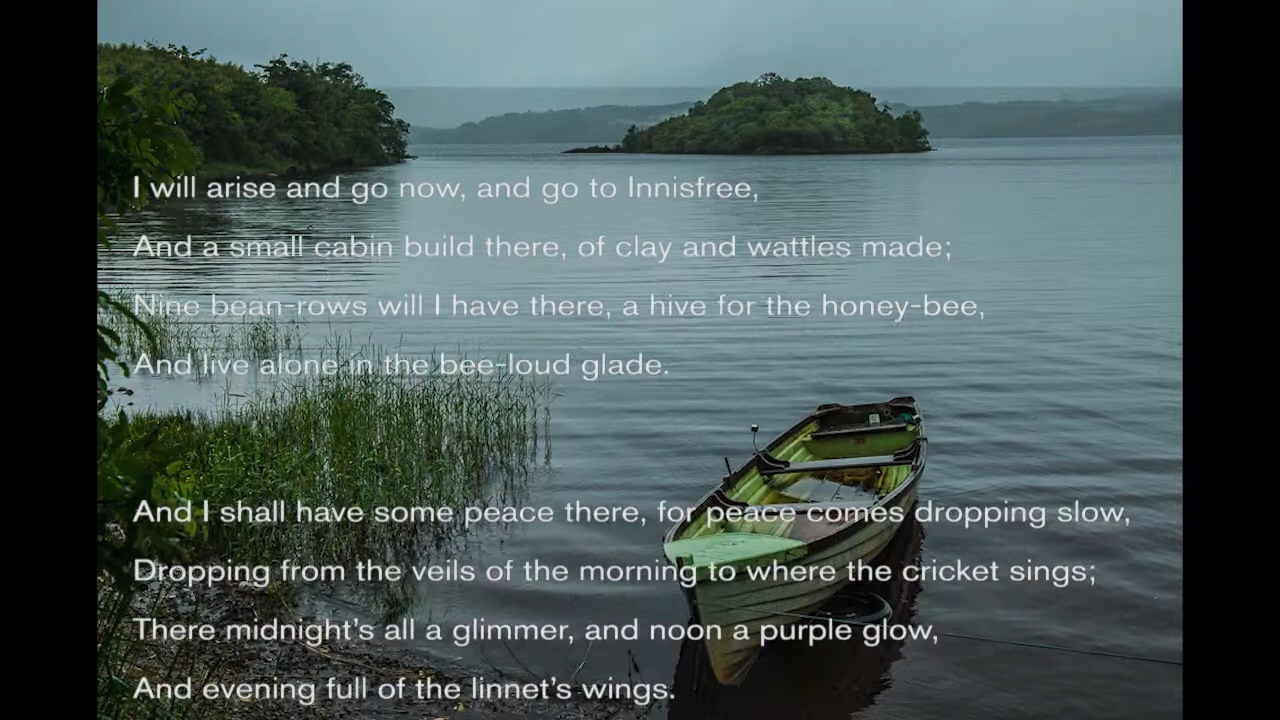 I will arise and go now, and go to Innisfree,
And a small cabin build there, of clay and wattles made;
Nine bean-rows will I have there, a hive for the honey-bee,
And live alone in the bee-loud glade.
And I shall have some peace there, for peace comes dropping slow,
Dropping from the veils of the morning to where the cricket sings;
There midnight’s all a glimmer, and noon a purple glow,
And evening full of the linnet’s wings.